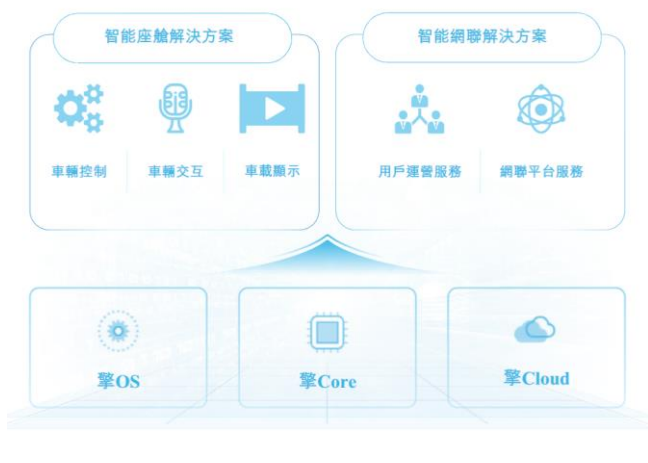 智能座艙解決方案
智能網聯解決方案
車輛控制
車輛交互
車載顯示
用戶運營服務
網聯平台服務
擎OS
擎Core
擎Cloud